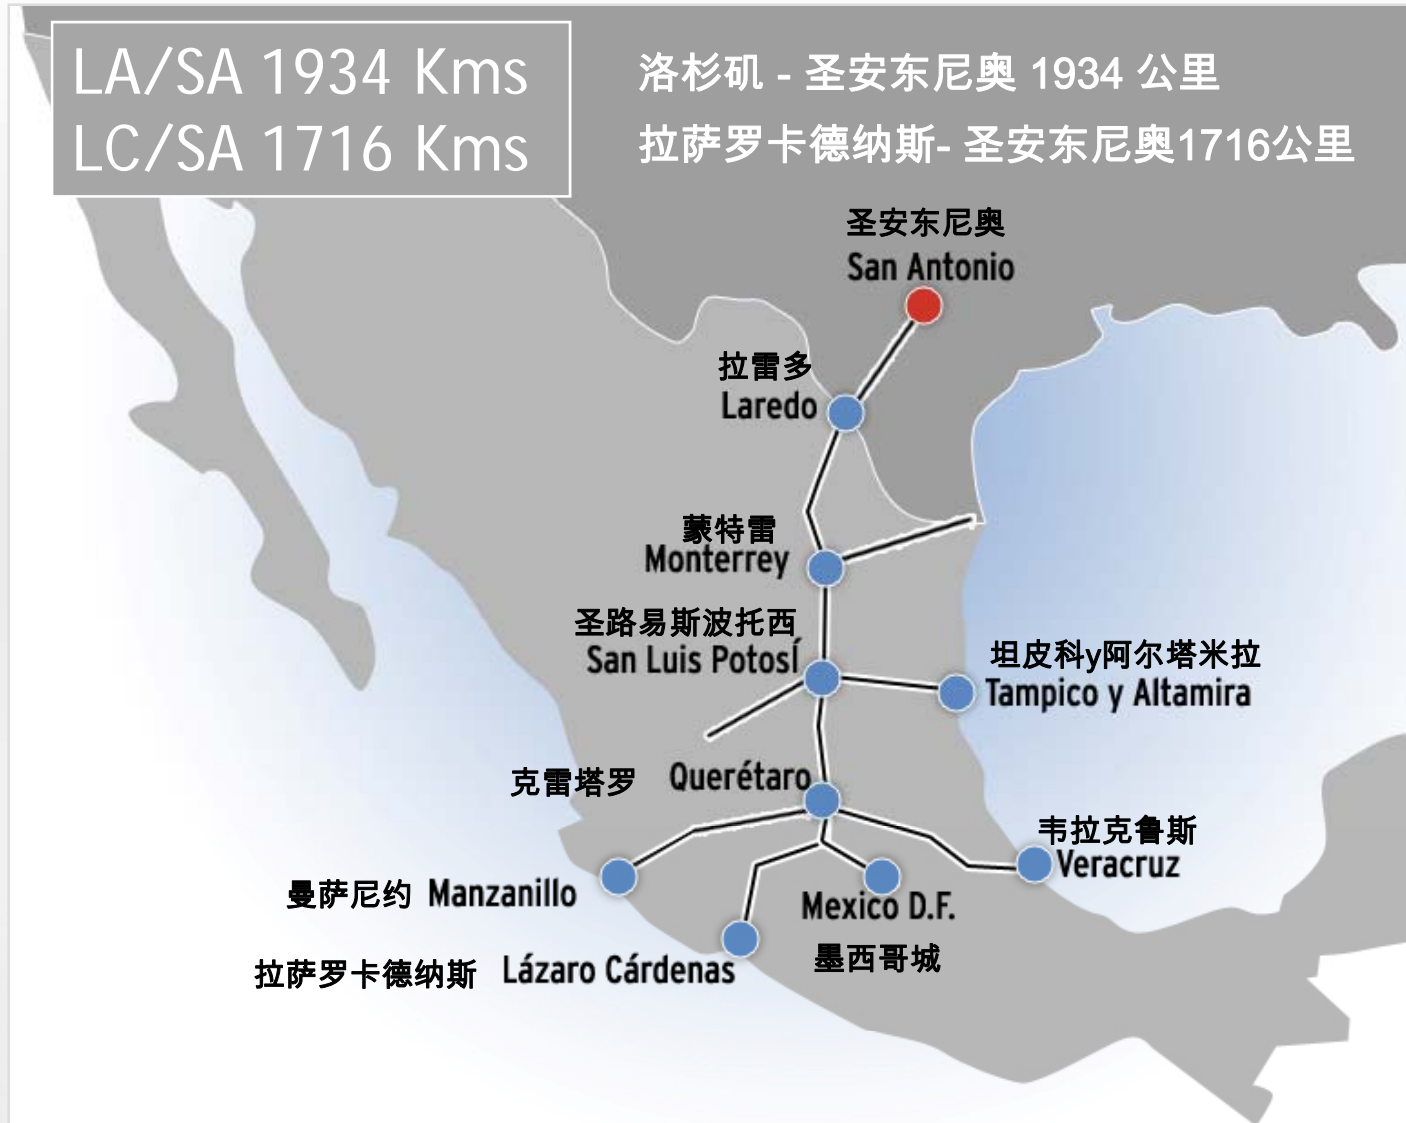 LA/SA 1934 Kms
LC/SA 1716 Kms
洛杉矶 - 圣安东尼奥 1934 公里
拉萨罗卡德纳斯- 圣安东尼奥1716公里
圣安东尼奥
San Antonio
拉雷多
Laredo
蒙特雷
Monterrey
圣路易斯波托西
San Luis Potosí
坦皮科y阿尔塔米拉
Tampico y Altamira
克雷塔罗 Querétaro
韦拉克鲁斯
Veracruz
曼萨尼约 Manzanillo
Mexico D.F.
墨西哥城
拉萨罗卡德纳斯 Lázaro Cárdenas